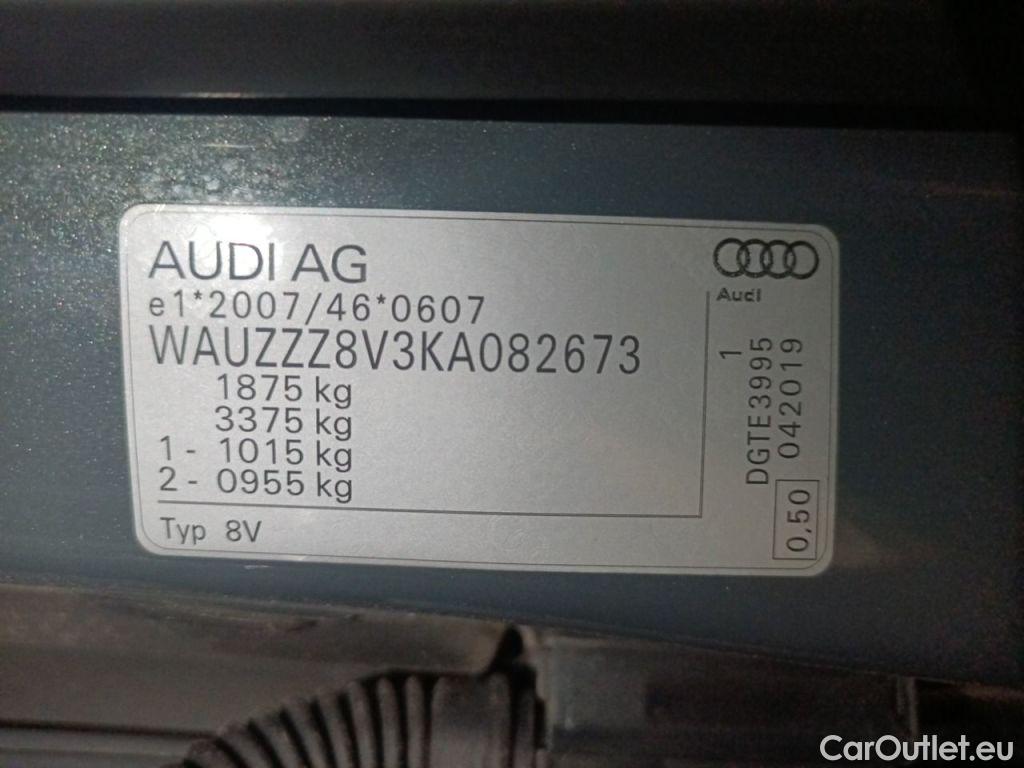 AUDI AG
e1*2007/46*0607
WAUZZZ8V3KA082673
1875 kg
3375 kg
1- 1015 kg
2- 0955 kg
Typ 8V
Audi
1
DGTE3995
042019
0,50
CarOutlet.eu